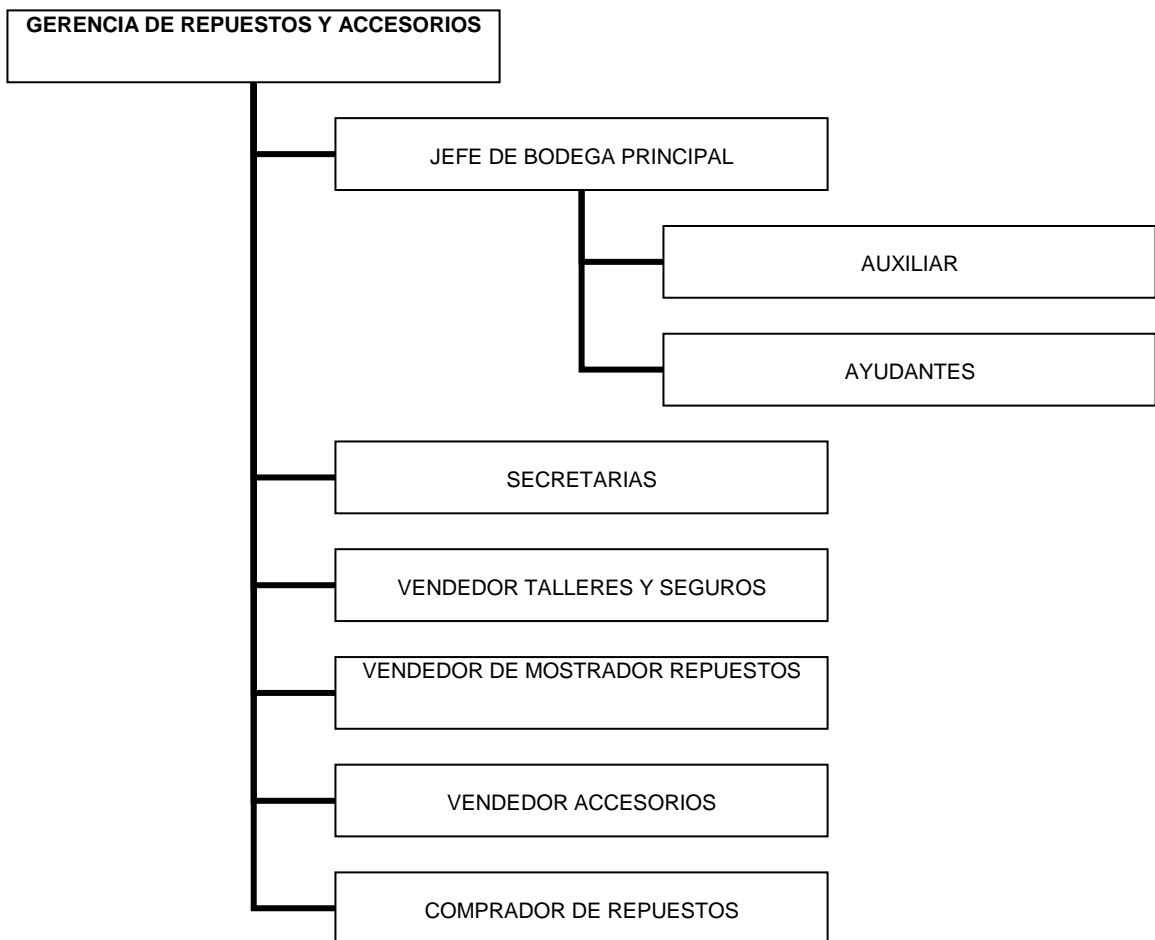 GERENCIA DE REPUESTOS Y ACCESORIOS
JEFE DE BODEGA PRINCIPAL
AUXILIAR
AYUDANTES
SECRETARIAS
VENDEDOR TALLERES Y SEGUROS
VENDEDOR DE MOSTRADOR REPUESTOS
VENDEDOR ACCESORIOS
COMPRADOR DE REPUESTOS